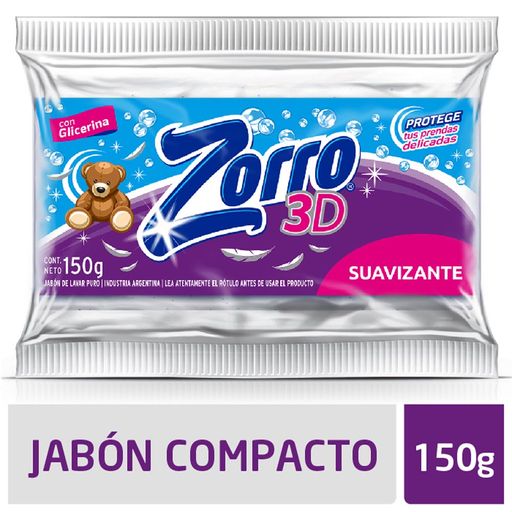 con
Glicerina
PROTEGE
tus prendas
delicadas
Zorro®
3D
CONT.
NETO 150g
SUAVIZANTE
JABÓN DE LAVAR PURO | INDUSTRIA ARGENTINA | LEA ATENTAMENTE EL RÓTULO ANTES DE USAR EL PRODUCTO
JABÓN COMPACTO
150g